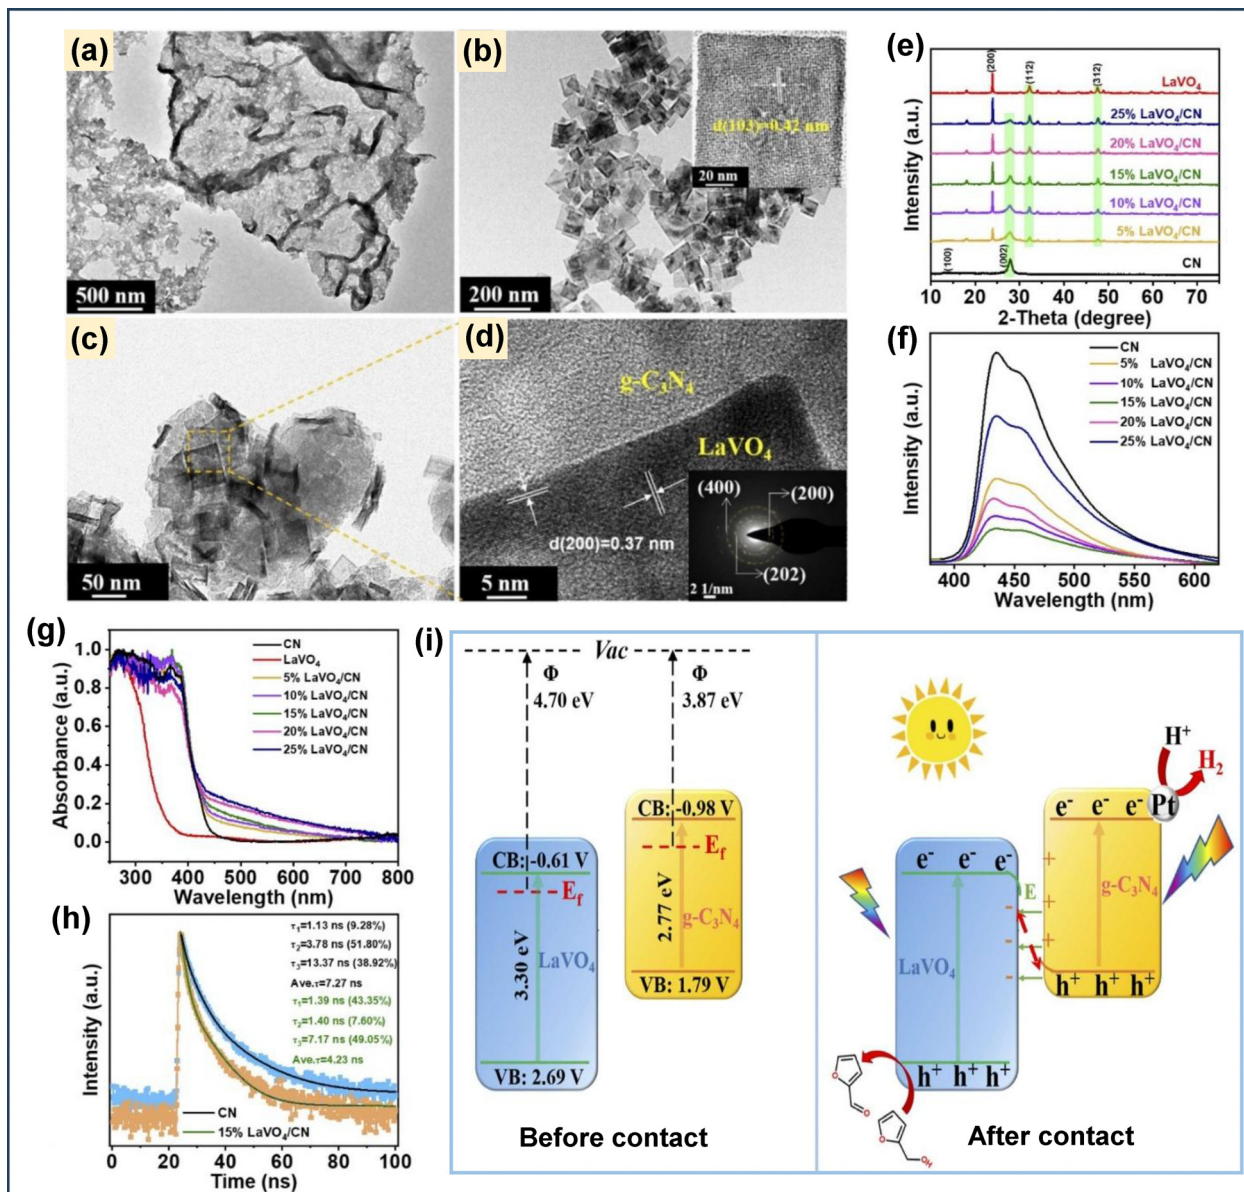 (a)
500 nm
(b)
d(103)=0.42 nm
20 nm
200 nm
(c)
50 nm
(d)
g-C₃N₄
LaVO₄
d(200)=0.37 nm
5 nm
(400)
(200)
(202)
2 1/nm
(e)
Intensity (a.u.)
(200)
(112)
(312)
LaVO₄
25% LaVO₄/CN
20% LaVO₄/CN
15% LaVO₄/CN
10% LaVO₄/CN
5% LaVO₄/CN
(100)
(002)
CN
10 20 30 40 50 60 70
2-Theta (degree)
(f)
Intensity (a.u.)
CN
5% LaVO₄/CN
10% LaVO₄/CN
15% LaVO₄/CN
20% LaVO₄/CN
25% LaVO₄/CN
400 450 500 550 600
Wavelength (nm)
(g)
Absorbance (a.u.)
1.0
0.8
0.6
0.4
0.2
0.0
CN
LaVO₄
5% LaVO₄/CN
10% LaVO₄/CN
15% LaVO₄/CN
20% LaVO₄/CN
25% LaVO₄/CN
300 400 500 600 700 800
Wavelength (nm)
(h)
Intensity (a.u.)
τ₁=1.13 ns (9.28%)
τ₂=3.78 ns (51.80%)
τ₃=13.37 ns (38.92%)
Ave.τ=7.27 ns
τ₁=1.39 ns (43.35%)
τ₂=1.40 ns (7.60%)
τ₃=7.17 ns (49.05%)
Ave.τ=4.23 ns
CN
15% LaVO₄/CN
0 20 40 60 80 100
Time (ns)
(i)
Vac
Φ
4.70 eV
Φ
3.87 eV
CB: -0.61 V
E_f
3.30 eV
LaVO₄
VB: 2.69 V
CB: -0.98 V
E_f
2.77 eV
g-C₃N₄
VB: 1.79 V
Before contact
H⁺
H₂
Pt
e⁻ e⁻ e⁻
e⁻ e⁻ e⁻
E
g-C₃N₄
LaVO₄
h⁺ h⁺ h⁺
h⁺ h⁺ h⁺
O
O
O
OH
After contact